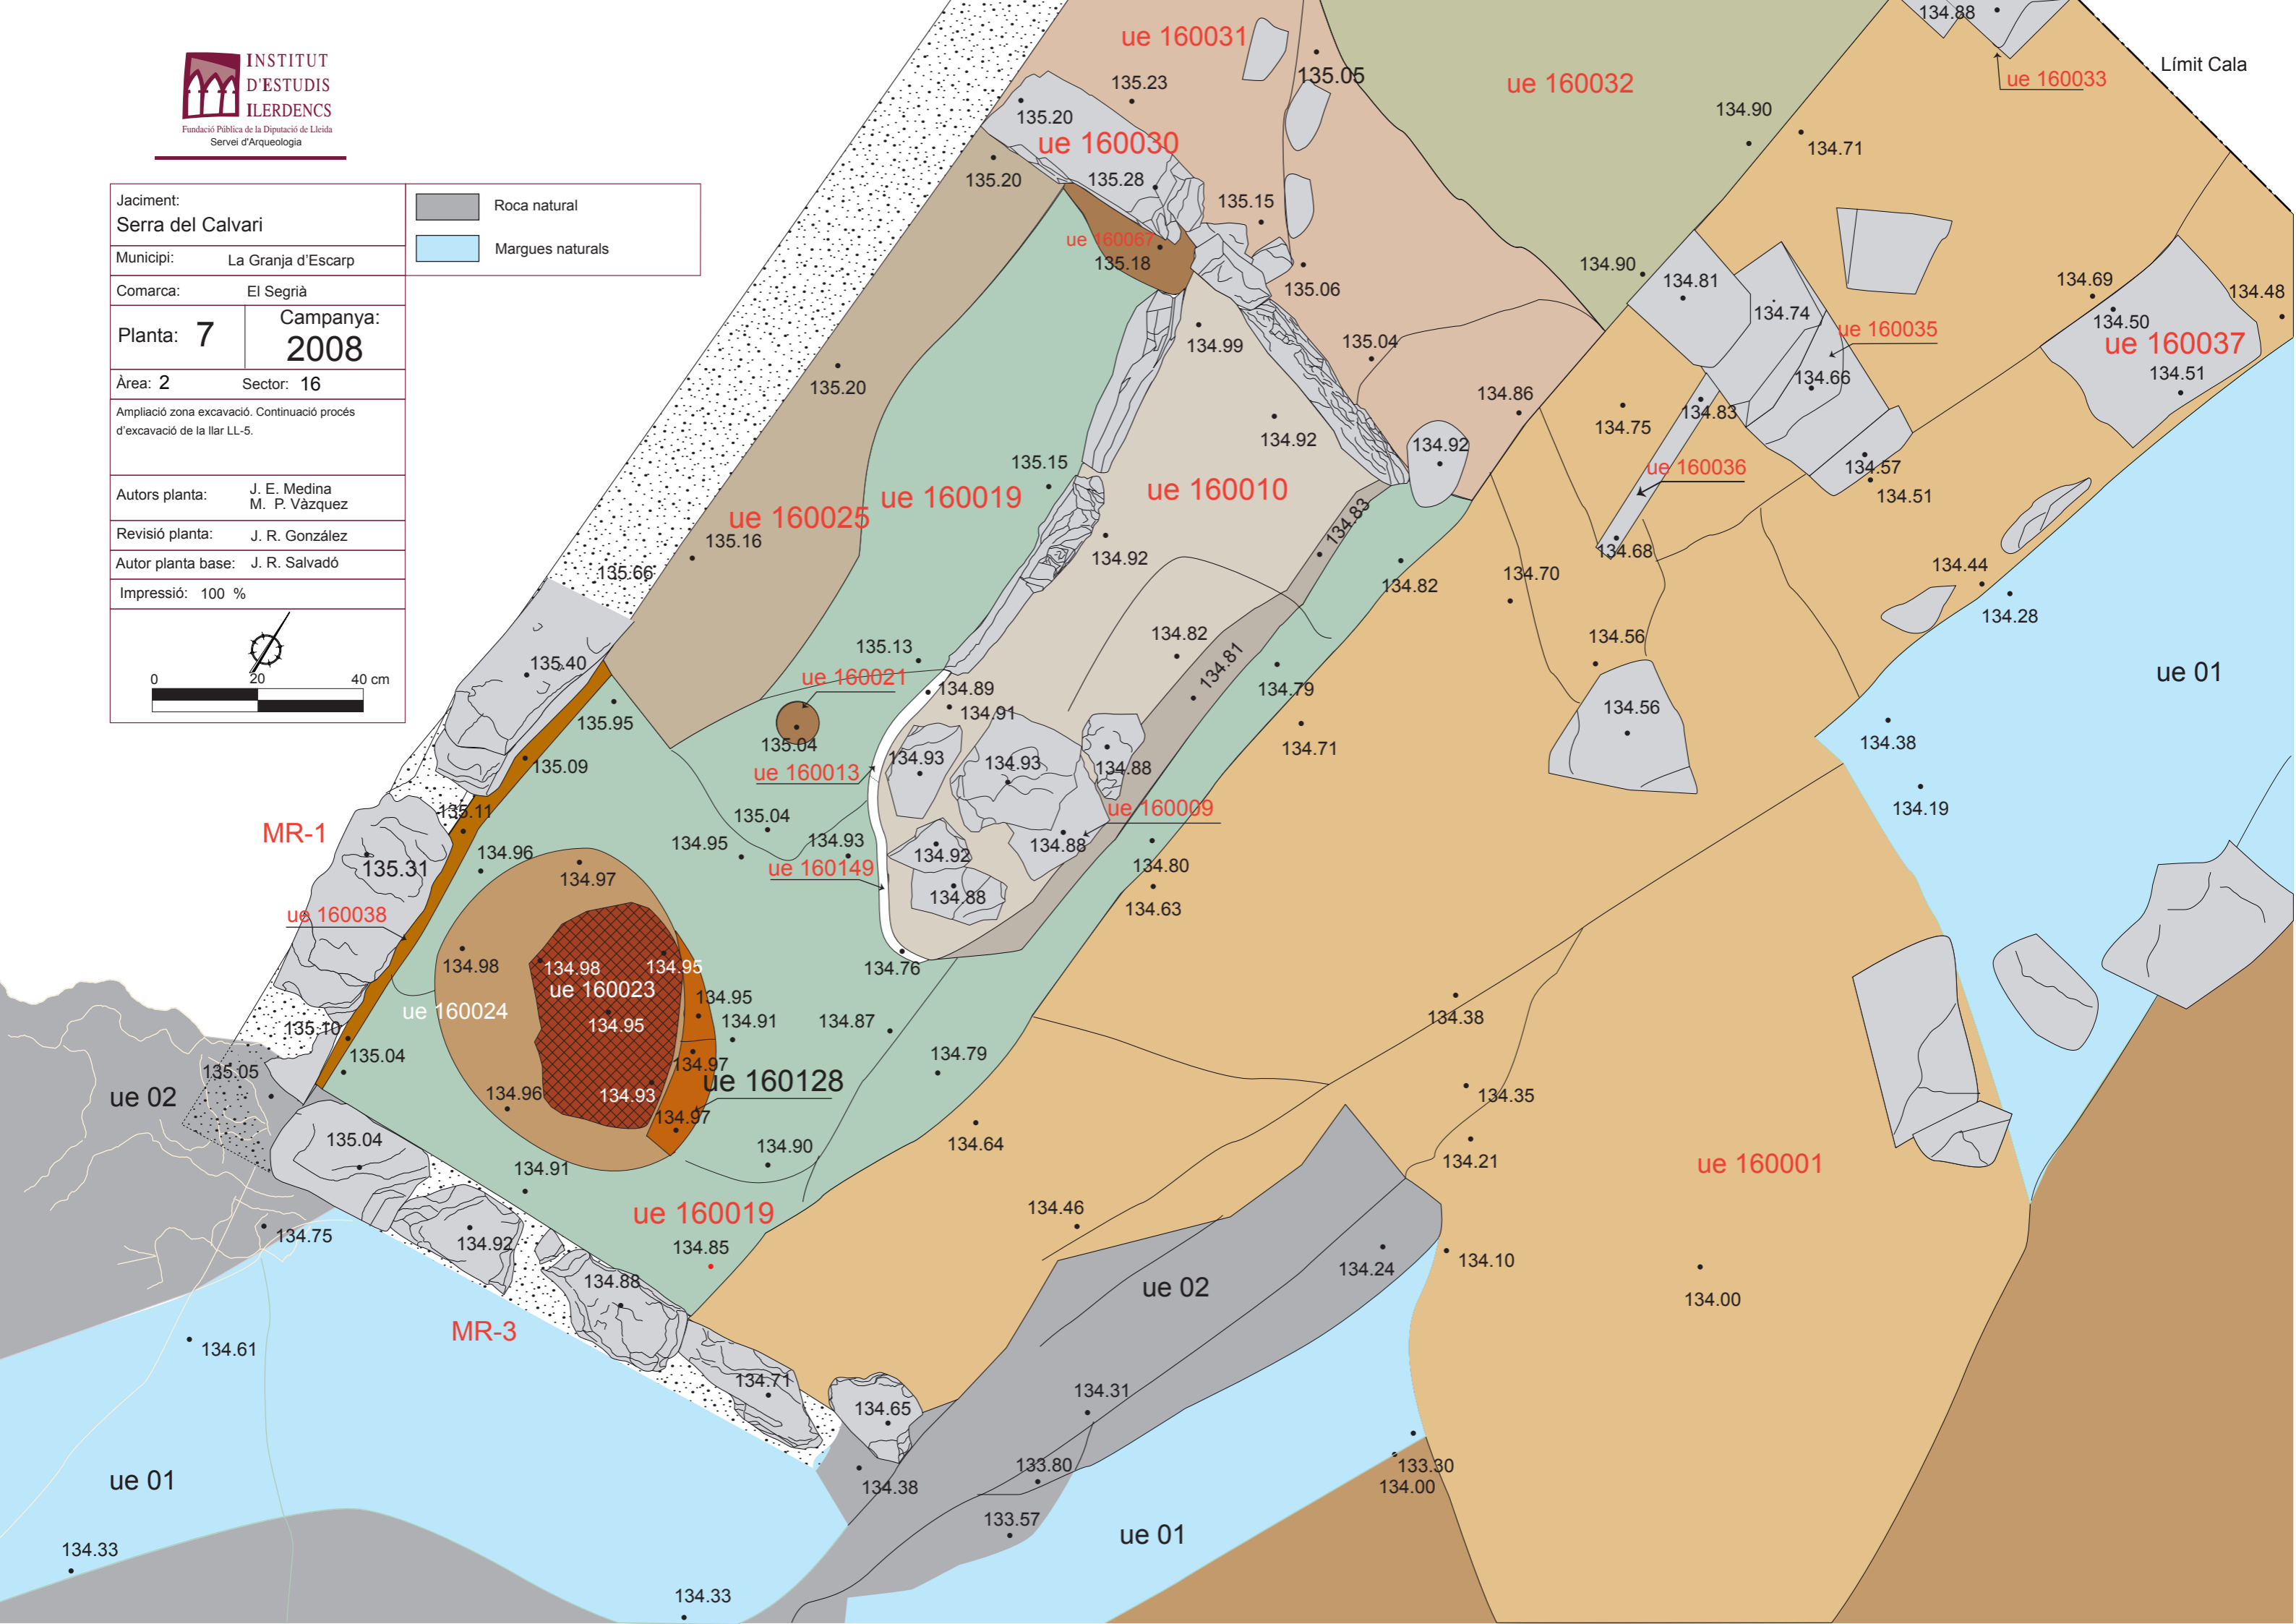 INSTITUT
D'ESTUDIS
ILERDENCS
Fundació Pública de la Diputació de Lleida
Servei d'Arqueologia
Jaciment:
Serra del Calvari
Municipi: La Granja d'Escarp
Comarca: El Segrià
Planta: 7
Campanya:
2008
Àrea: 2 Sector: 16
Ampliació zona excavació. Continuació procés
d'excavació de la llar LL-5.
Autors planta: J. E. Medina
M. P. Vàzquez
Revisió planta: J. R. González
Autor planta base: J. R. Salvadó
Impressió: 100 %
0 20 40 cm
Roca natural
Margues naturals
ue 160031
135.23
135.05
135.20
ue 160030
135.20
135.28
135.15
ue 160067
135.18
135.06
ue 160032
134.90
134.71
134.88
ue 160033
Límit Cala
134.90
134.81
134.74
ue 160035
134.66
134.69
134.50
134.48
ue 160037
134.51
134.99
135.04
135.20
134.86
134.75
134.83
134.92
134.92
ue 160036
134.57
134.51
135.15
ue 160019
ue 160010
ue 160025
135.16
134.92
134.83
134.68
135.66
134.82
134.70
134.44
134.28
135.13
134.82
134.81
134.56
135.40
ue 160021
134.89
134.79
ue 01
135.95
134.91
134.56
135.04
134.71
134.38
135.09
ue 160013
134.93
134.93
134.88
135.11
135.04
ue 160009
134.19
MR-1
134.96
134.95
134.93
134.92
134.88
135.31
134.97
ue 160149
134.80
134.88
134.63
ue 160038
134.98
134.98
134.95
134.76
ue 160023
134.95
ue 160024
134.95
134.91
134.87
134.38
135.10
135.04
134.79
135.05
134.97
ue 160128
ue 02
134.96
134.93
134.97
134.35
135.04
134.90
134.64
134.91
134.21
ue 160001
ue 160019
134.46
134.75
134.92
134.85
134.24
134.10
134.88
ue 02
134.00
MR-3
134.61
134.71
134.31
134.65
133.80
133.30
134.00
ue 01
134.38
133.57
ue 01
134.33
134.33